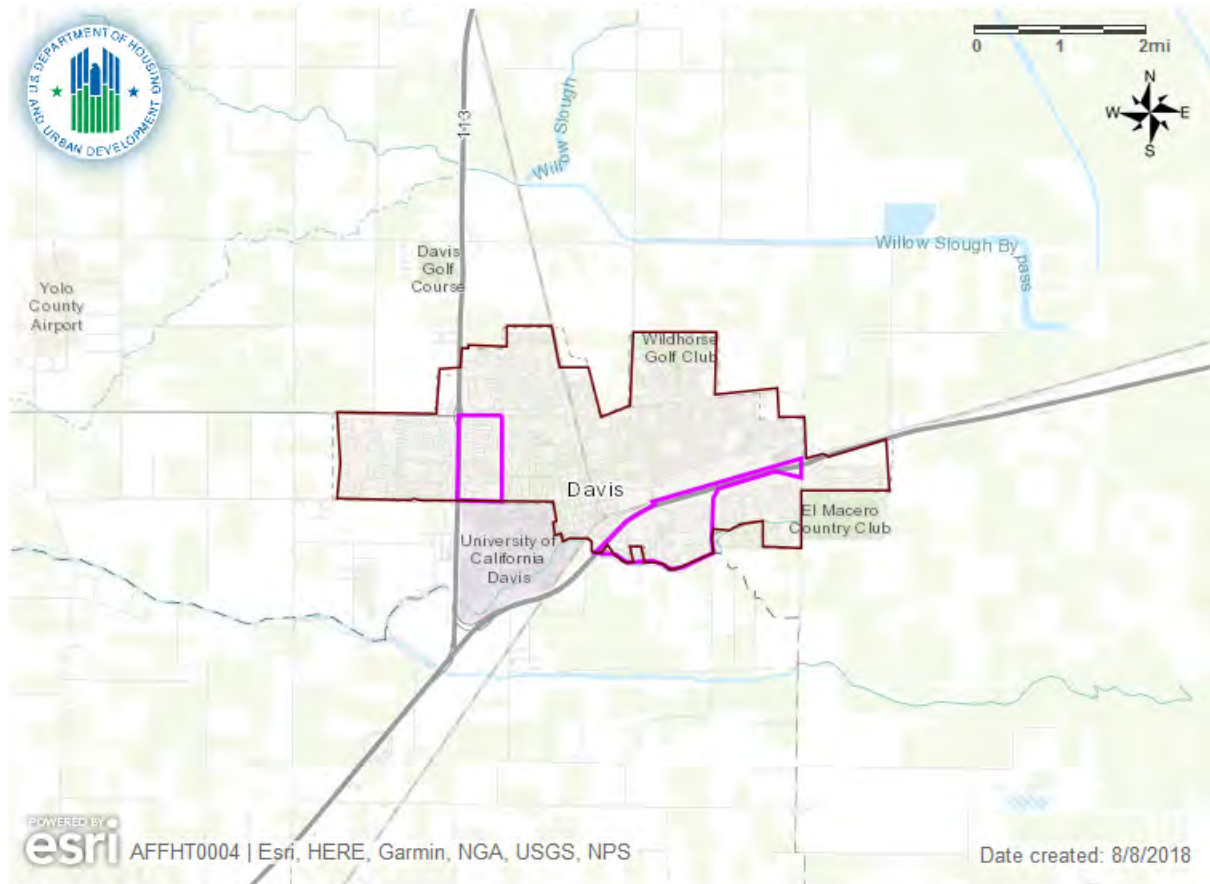 U.S. DEPARTMENT OF HOUSING
AND URBAN DEVELOPMENT
0 1 2mi
N
W E
S
113
Willow Slough
Willow Slough By pass
Davis
Golf
Course
Yolo
County
Airport
Wildhorse
Golf Club
Davis
El Macero
Country Club
University of
California
Davis
POWERED BY
esri
AFFHT0004 | Esri, HERE, Garmin, NGA, USGS, NPS
Date created: 8/8/2018